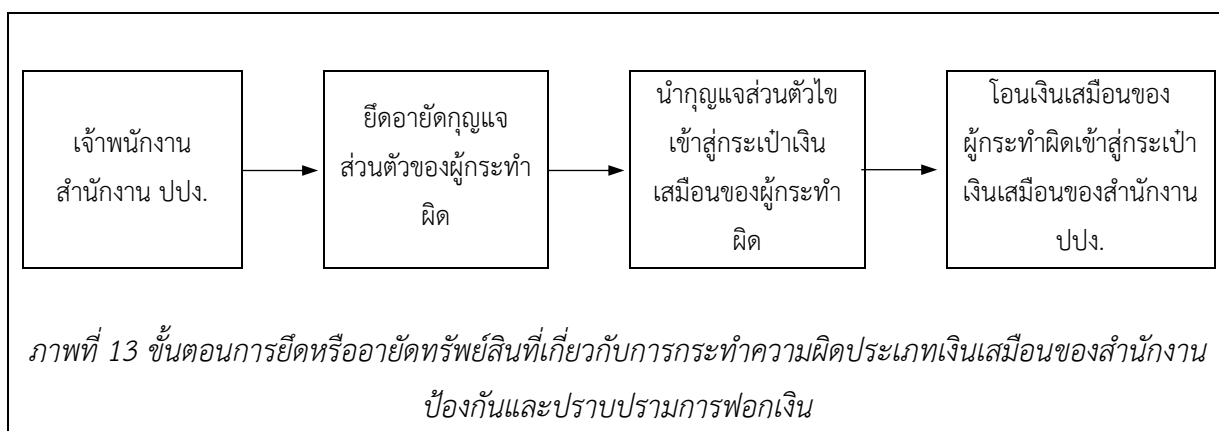 เจ้าพนักงาน
สำนักงาน ปปง.
ยึดอายัดกุญแจ
ส่วนตัวของผู้กระทำ
ผิด
นำกุญแจส่วนตัวไข
เข้าสู่กระเป๋าเงิน
เสมือนของผู้กระทำ
ผิด
โอนเงินเสมือนของ
ผู้กระทำผิดเข้าสู่กระเป๋า
เงินเสมือนของสำนักงาน
ปปง.
ภาพที่ 13 ขั้นตอนการยึดหรืออายัดทรัพย์สินที่เกี่ยวกับการกระทำความผิดประเภทเงินเสมือนของสำนักงาน
ป้องกันและปราบปรามการฟอกเงิน